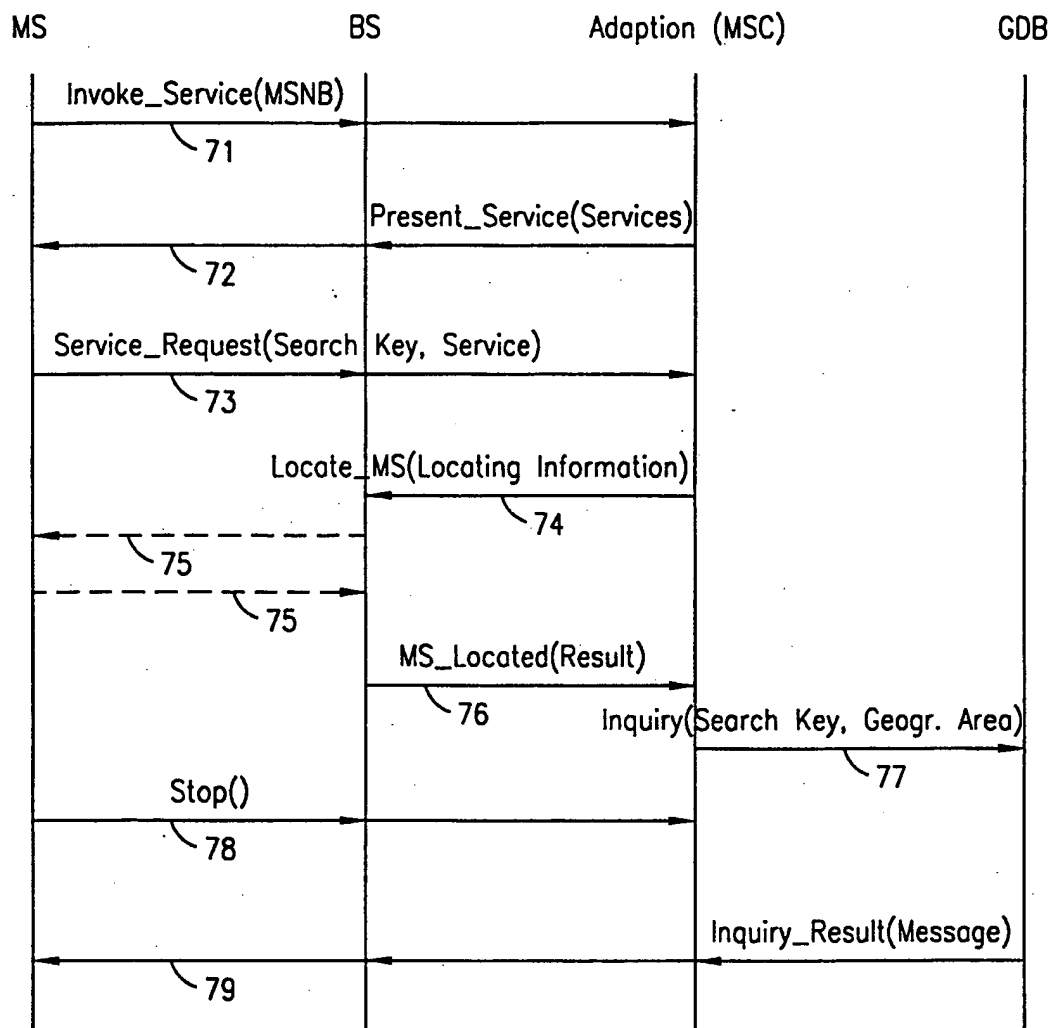 MS BS Adaption (MSC) GDB
Invoke_Service(MSNB)
71
Present_Service(Services)
72
Service_Request(Search Key, Service)
73
Locate_MS(Locating Information)
74
75
75
MS_Located(Result)
76
Inquiry(Search Key, Geogr. Area)
77
Stop()
78
Inquiry_Result(Message)
79